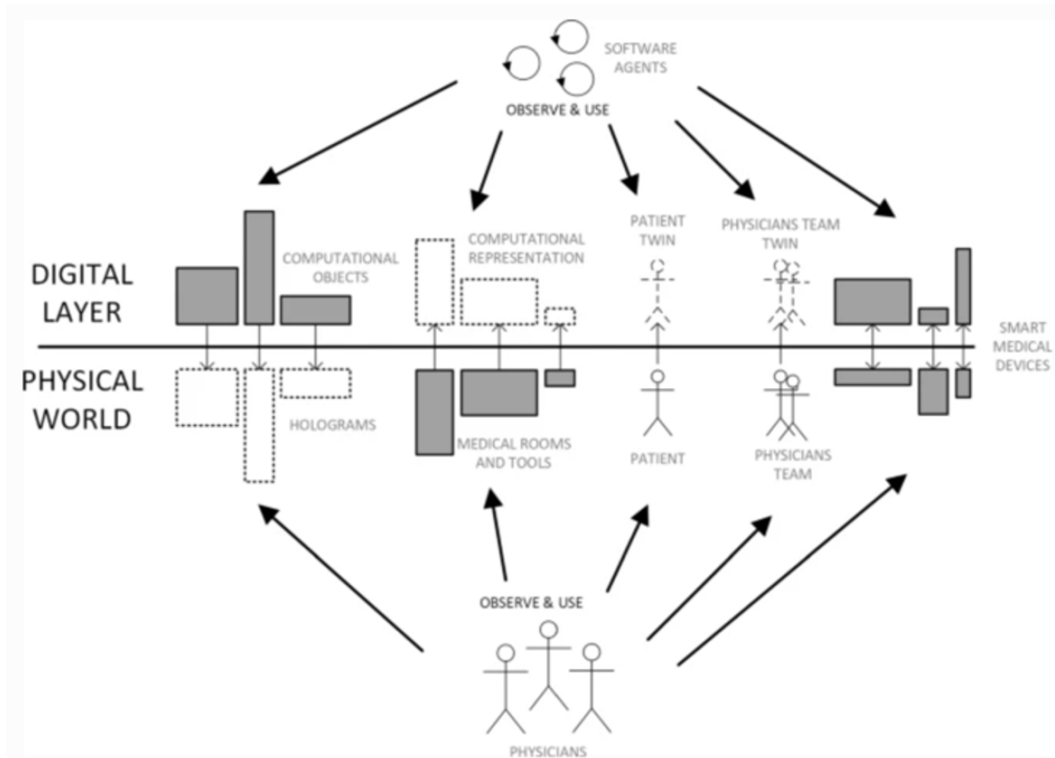 SOFTWARE
AGENTS
OBSERVE & USE
DIGITAL
LAYER
COMPUTATIONAL
OBJECTS
COMPUTATIONAL
REPRESENTATION
PATIENT
TWIN
PHYSICIANS TEAM
TWIN
SMART
MEDICAL
DEVICES
PHYSICAL
WORLD
HOLOGRAMS
MEDICAL ROOMS
AND TOOLS
PATIENT
PHYSICIANS
TEAM
OBSERVE & USE
PHYSICIANS